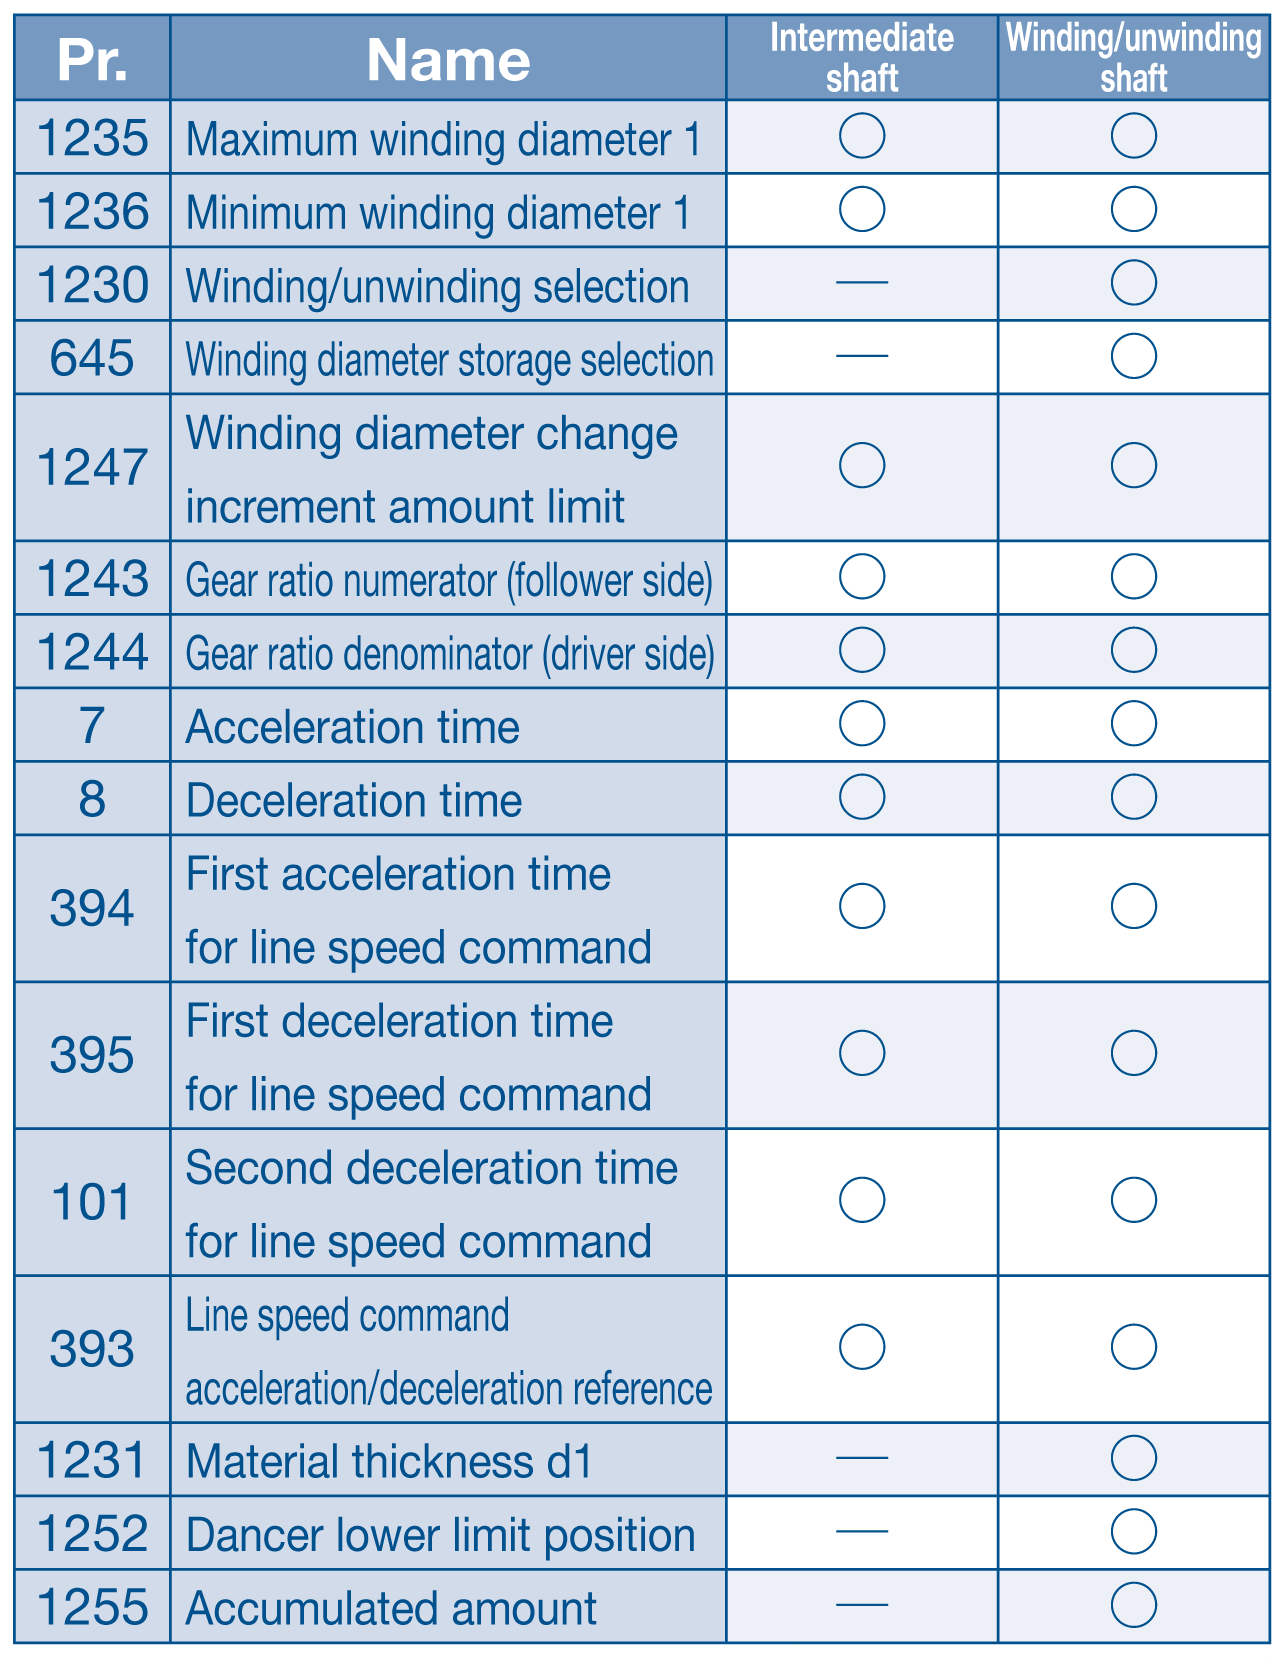 Pr. Name Intermediate shaft Winding/unwinding shaft
1235 Maximum winding diameter 1 ○ ○
1236 Minimum winding diameter 1 ○ ○
1230 Winding/unwinding selection — ○
645 Winding diameter storage selection — ○
1247 Winding diameter change
increment amount limit ○ ○
1243 Gear ratio numerator (follower side) ○ ○
1244 Gear ratio denominator (driver side) ○ ○
7 Acceleration time ○ ○
8 Deceleration time ○ ○
394 First acceleration time
for line speed command ○ ○
395 First deceleration time
for line speed command ○ ○
101 Second deceleration time
for line speed command ○ ○
393 Line speed command
acceleration/deceleration reference ○ ○
1231 Material thickness d1 — ○
1252 Dancer lower limit position — ○
1255 Accumulated amount — ○